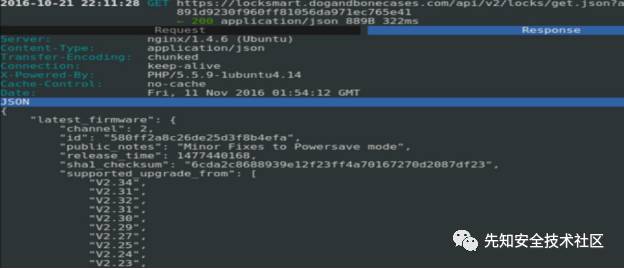 2016-10-21 22:11:28 GET https://locksmart.dogandbonecases.com/api/v2/locks/get.json?a
891d9230f960ff81056da971ec765e41
← 200 application/json 889B 322ms
Request Response
Server: nginx/1.4.6 (Ubuntu)
Content-Type: application/json
Transfer-Encoding: chunked
Connection: keep-alive
X-Powered-By: PHP/5.5.9-1ubuntu4.14
Cache-Control: no-cache
Date: Fri, 11 Nov 2016 01:54:12 GMT
JSON
{
"latest_firmware": {
"channel": 2,
"id": "580ff2a8c26de25d3f8b4efa",
"public_notes": "Minor Fixes to Powersave mode",
"release_time": 1477440168,
"sha1_checksum": "6cda2c8688939e12f23ff4a70167270d2087df23",
"supported_upgrade_from": [
"V2.34",
"V2.31",
"V2.32",
"V2.31",
"V2.30",
"V2.29",
"V2.27",
"V2.25",
"V2.24",
"V2.23",
先知安全技术社区